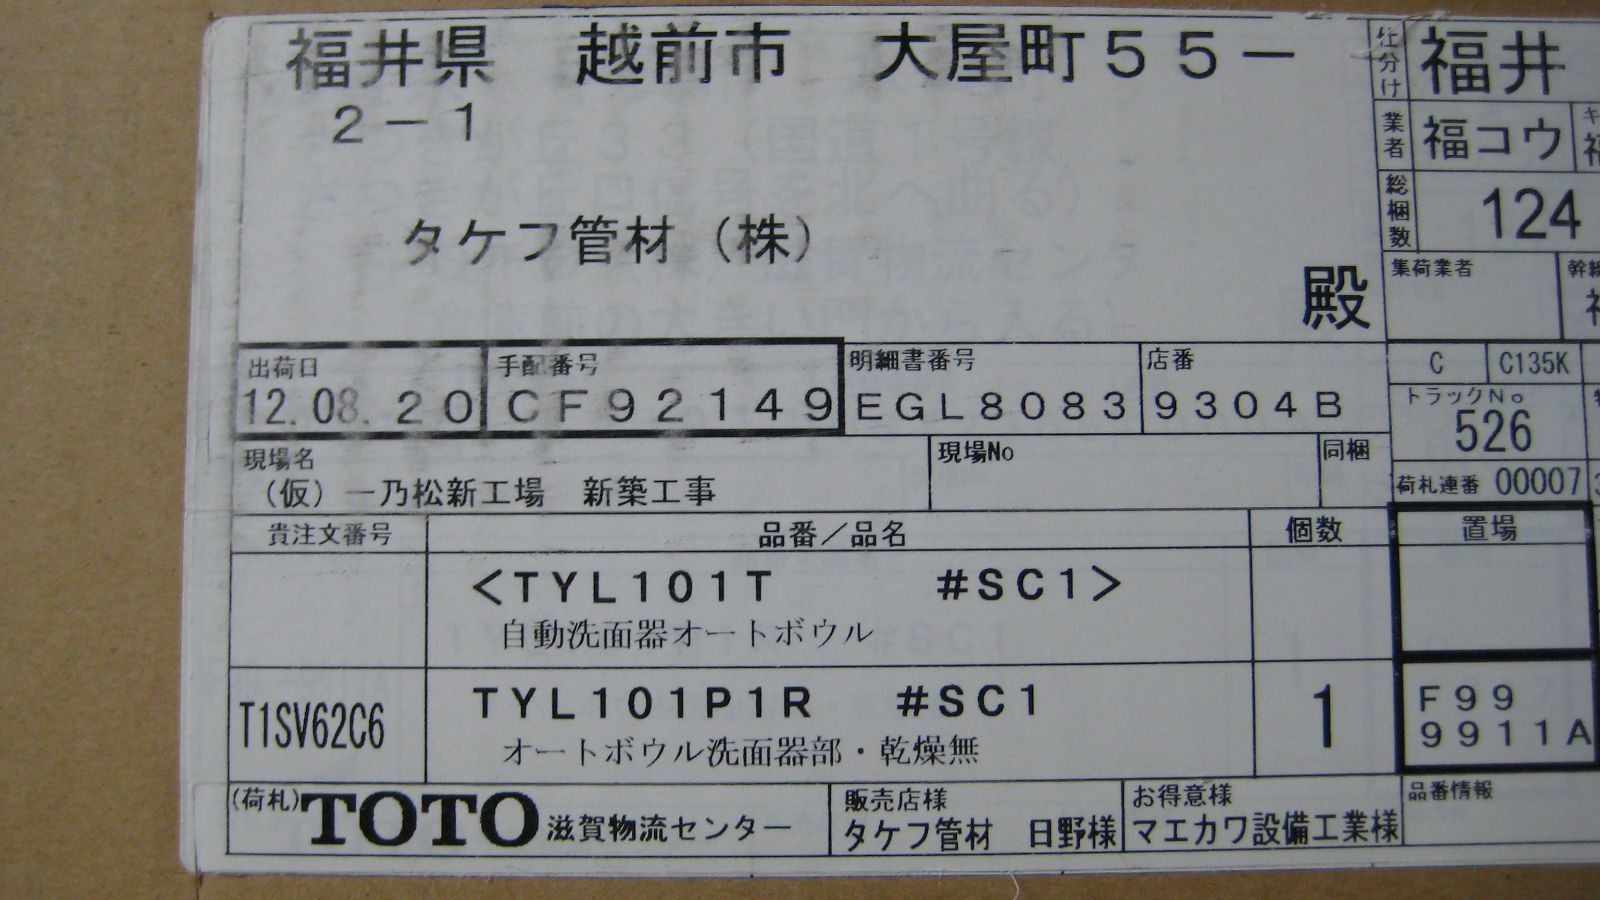 福井県　越前市　大屋町５５－
２－１
タケフ管材（株）
殿
仕分け 福井
業者 福コウ
総梱数 124
集荷業者
C C135K
トラックNo
526
荷札連番 00007
出荷日 手配番号 明細書番号 店番
12.08.20 CF92149 EGL8083 9304B
現場名 現場No 同梱
（仮）一乃松新工場　新築工事
貴注文番号 品番／品名 個数 置場
<TYL101T #SC1>
自動洗面器オートボウル
T1SV62C6 TYL101P1R #SC1 1 F99
オートボウル洗面器部・乾燥無 9911A
(荷札) TOTO 滋賀物流センター
販売店様 お得意様 品番情報
タケフ管材　日野様 マエカワ設備工業様